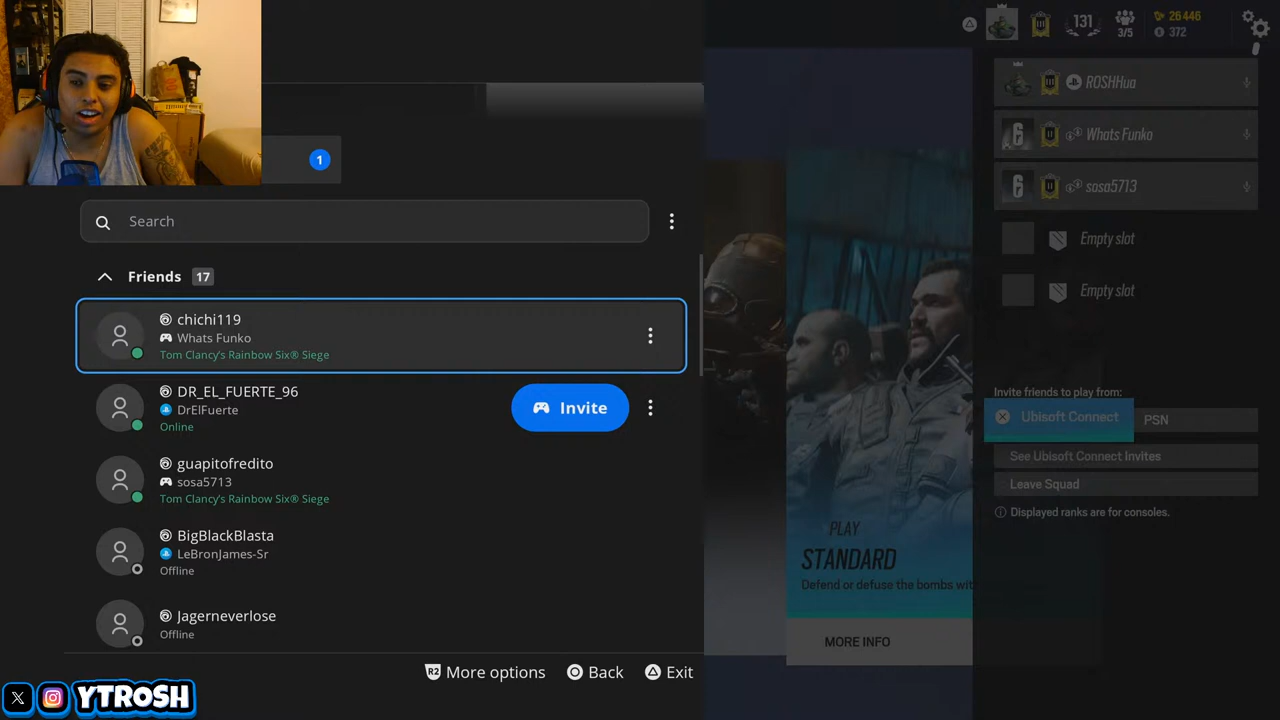 131
3/5
26 446
372
ROSHHua
Whats Funko
sosa5713
Empty slot
Empty slot
Invite friends to play from:
Ubisoft Connect
PSN
See Ubisoft Connect Invites
Leave Squad
Displayed ranks are for consoles.
1
Search
Friends 17
chichi119
Whats Funko
Tom Clancy's Rainbow Six® Siege
DR_EL_FUERTE_96
DrElFuerte
Online
Invite
guapitofredito
sosa5713
Tom Clancy's Rainbow Six® Siege
BigBlackBlasta
LeBronJames-Sr
Offline
Jagerneverlose
Offline
PLAY
STANDARD
Defend or defuse the bombs wit
MORE INFO
R2 More options
Back
Exit
YTROSH